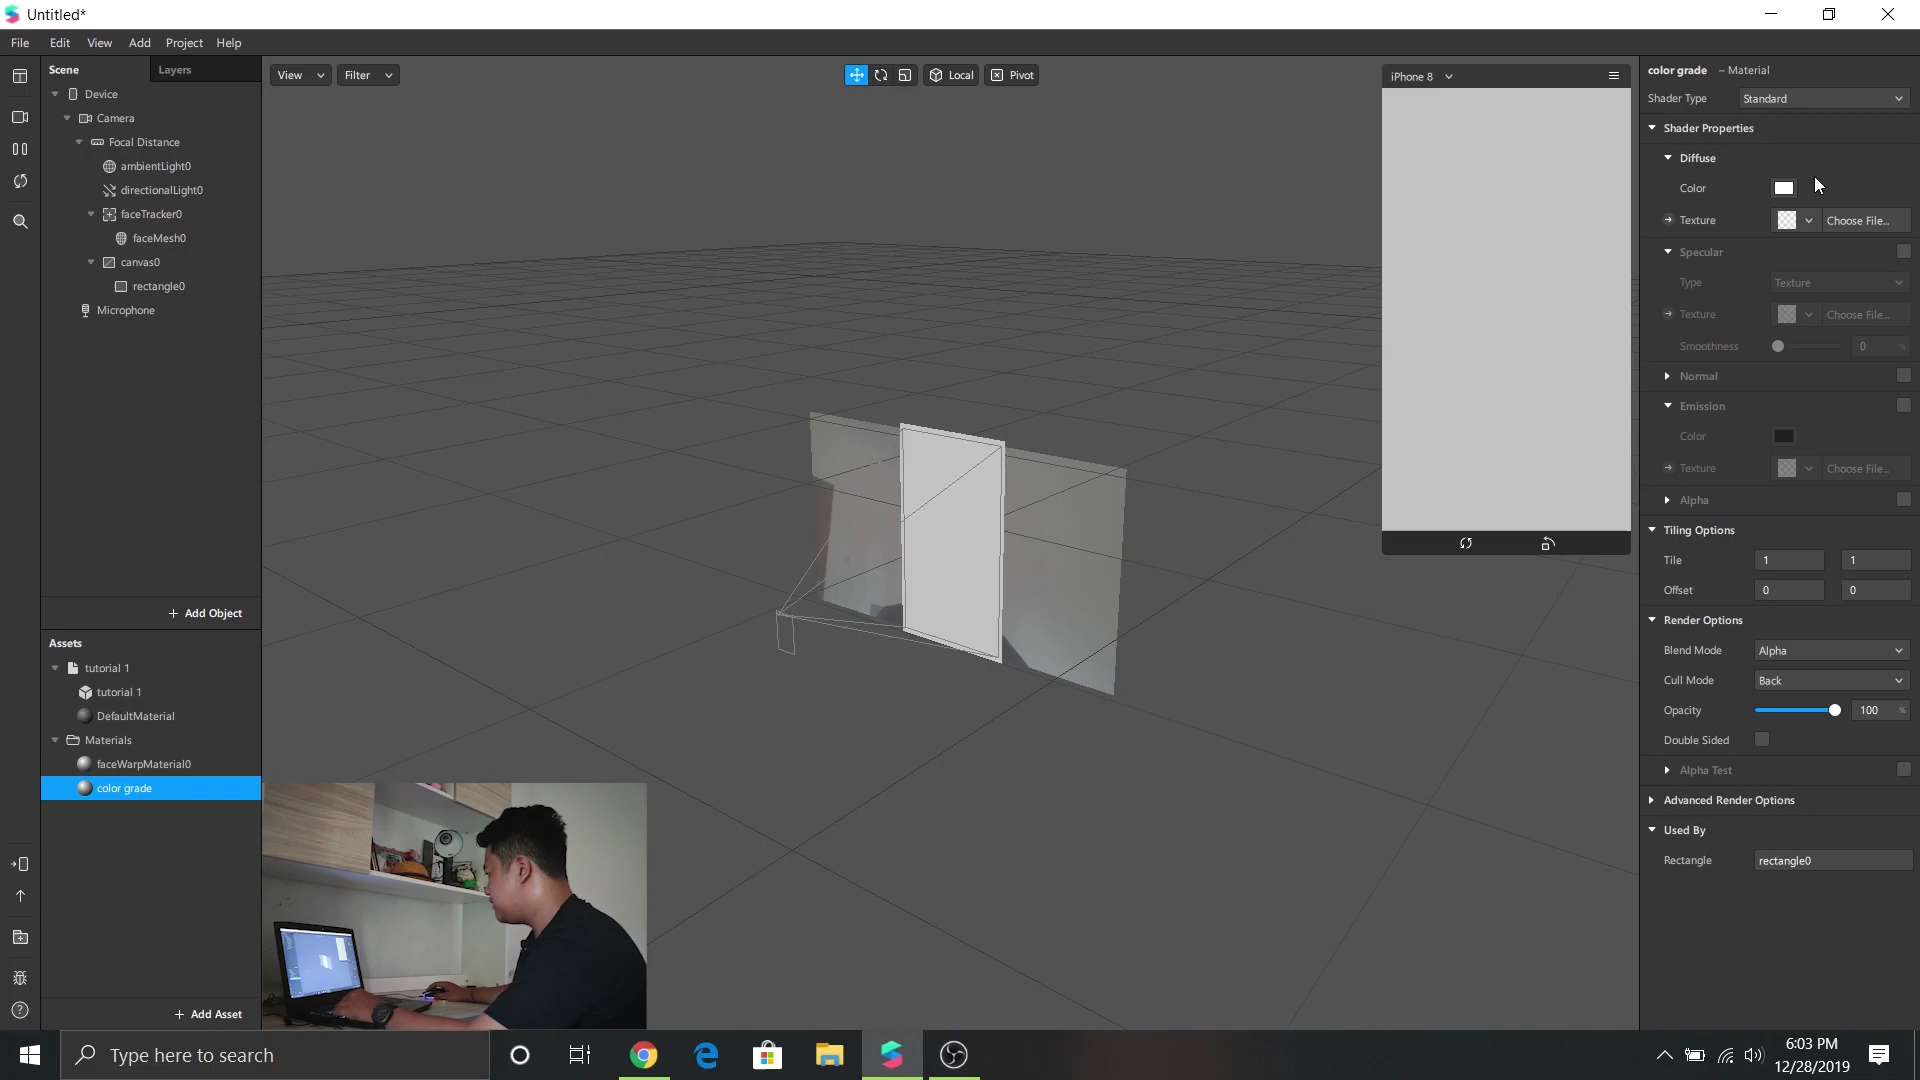 Untitled*
File Edit View Add Project Help
Scene Layers
Device
Camera
Focal Distance
ambientLight0
directionalLight0
faceTracker0
faceMesh0
canvas0
rectangle0
Microphone
+ Add Object
Assets
tutorial 1
tutorial 1
DefaultMaterial
Materials
faceWarpMaterial0
color grade
+ Add Asset
View Filter
Local Pivot
iPhone 8
color grade – Material
Shader Type Standard
Shader Properties
Diffuse
Color
Texture Choose File...
Specular
Type Texture
Texture Choose File...
Smoothness 0 %
Normal
Emission
Color
Texture Choose File...
Alpha
Tiling Options
Tile 1 1
Offset 0 0
Render Options
Blend Mode Alpha
Cull Mode Back
Opacity 100 %
Double Sided
Alpha Test
Advanced Render Options
Used By
Rectangle rectangle0
Type here to search
6:03 PM
12/28/2019